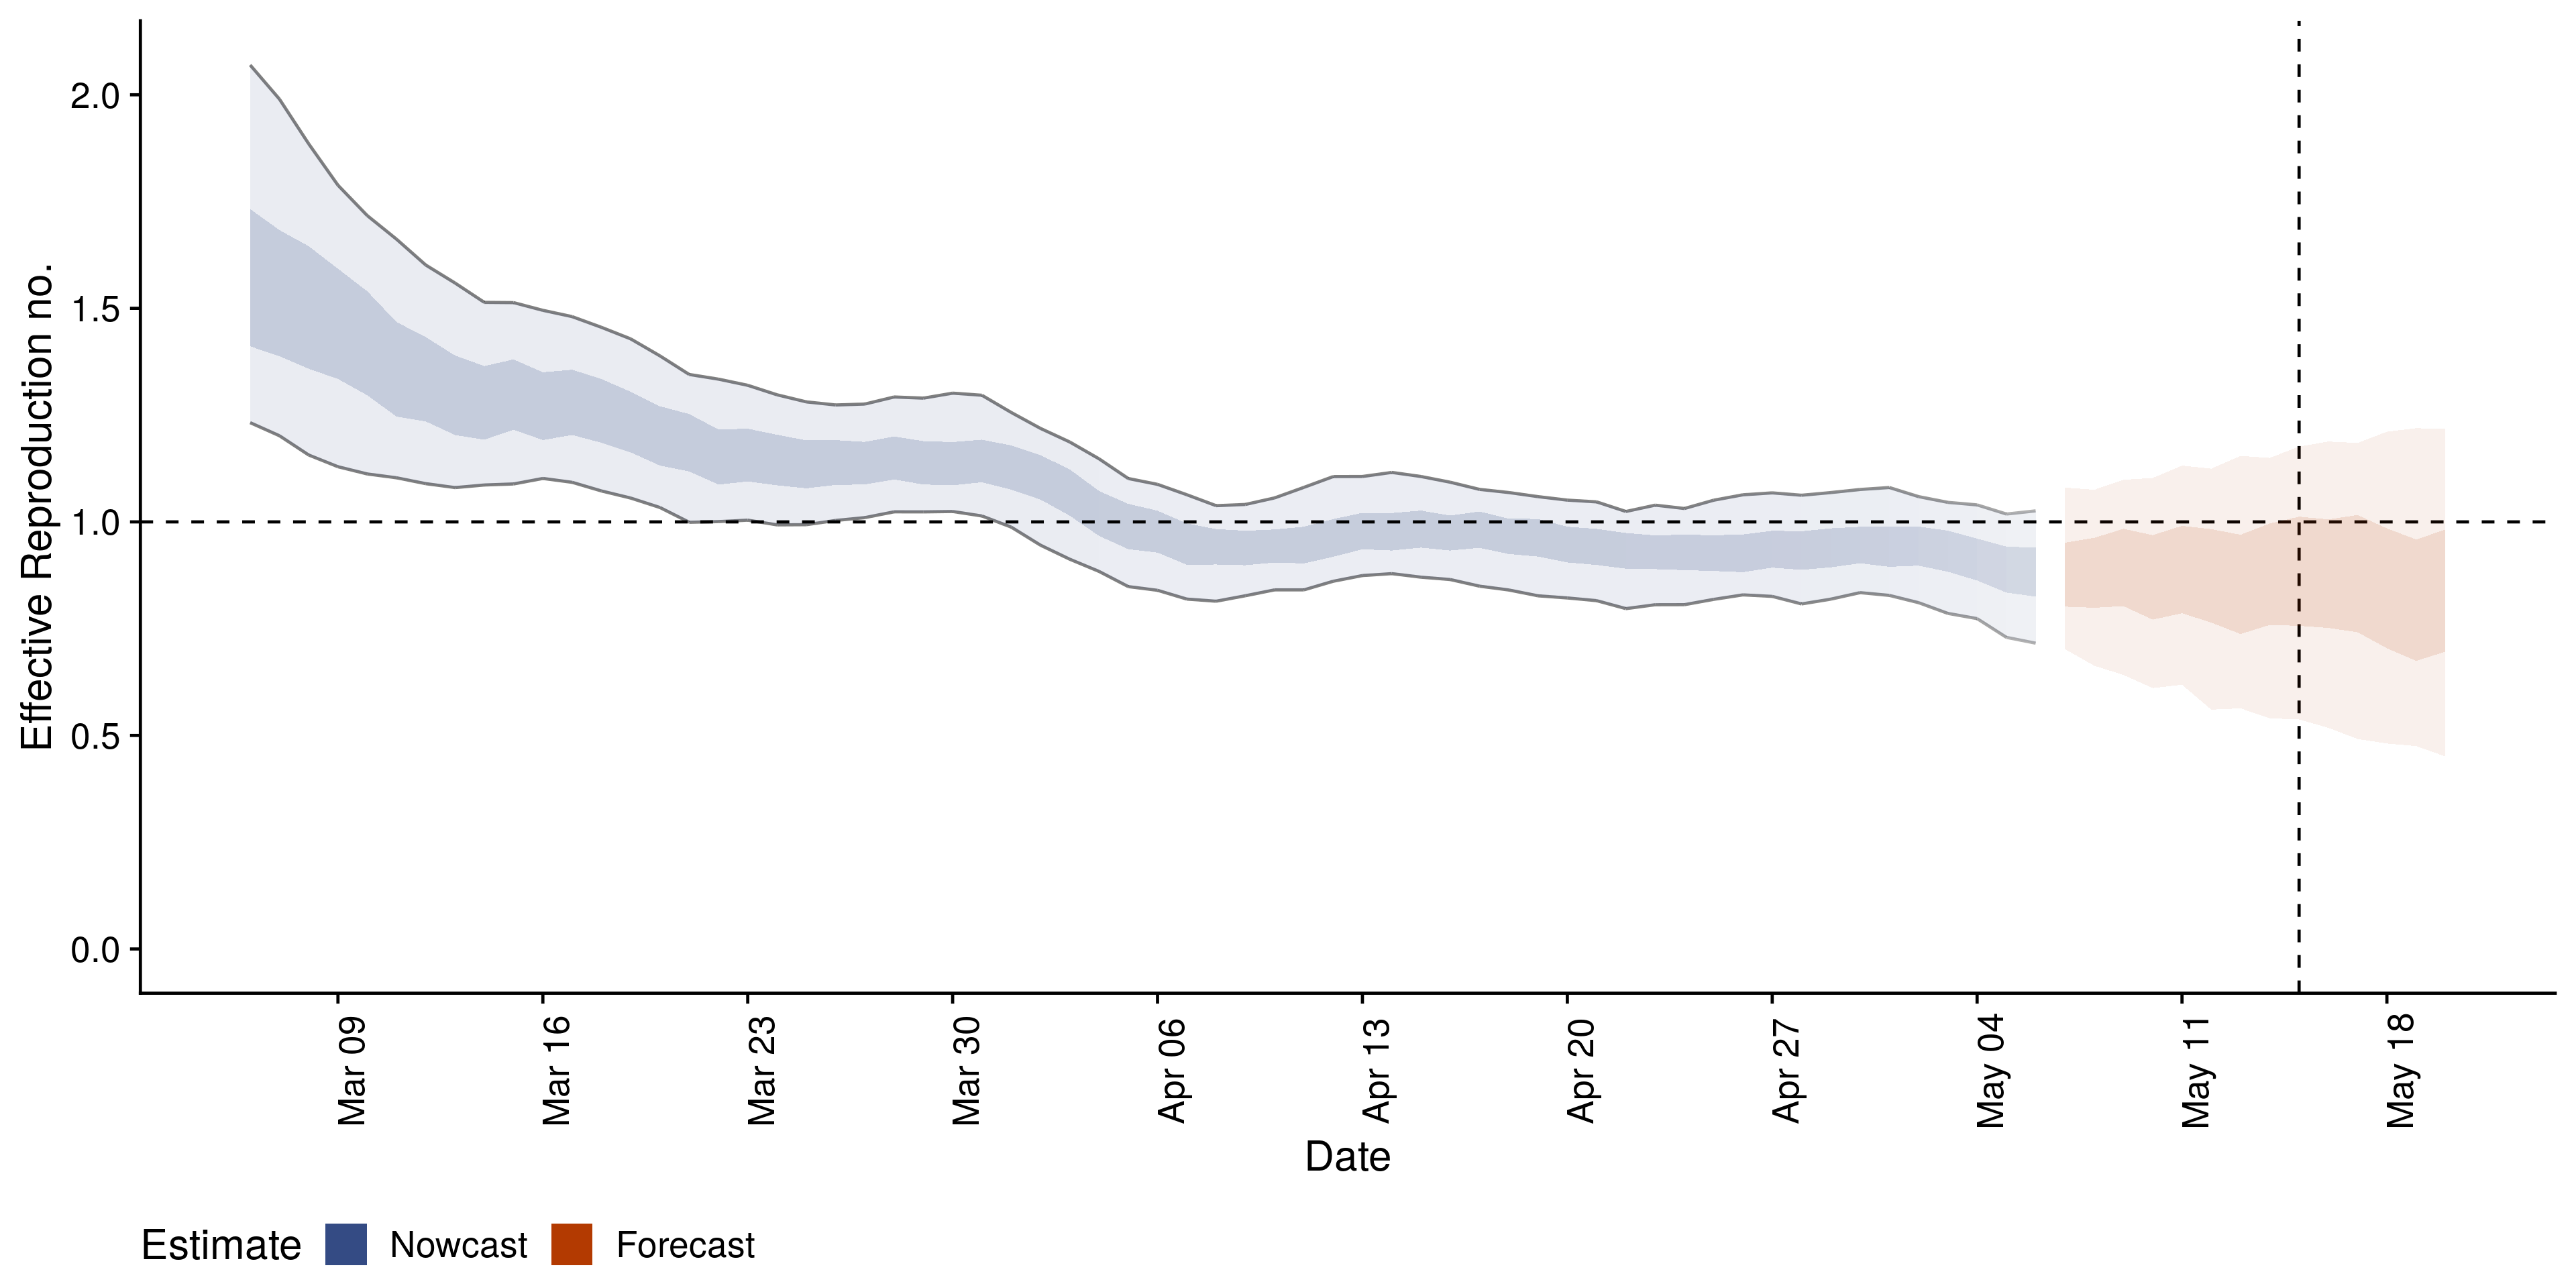 Effective Reproduction no.
2.0
1.5
1.0
0.5
0.0
Mar 09
Mar 16
Mar 23
Mar 30
Apr 06
Apr 13
Apr 20
Apr 27
May 04
May 11
May 18
Date
Estimate Nowcast Forecast